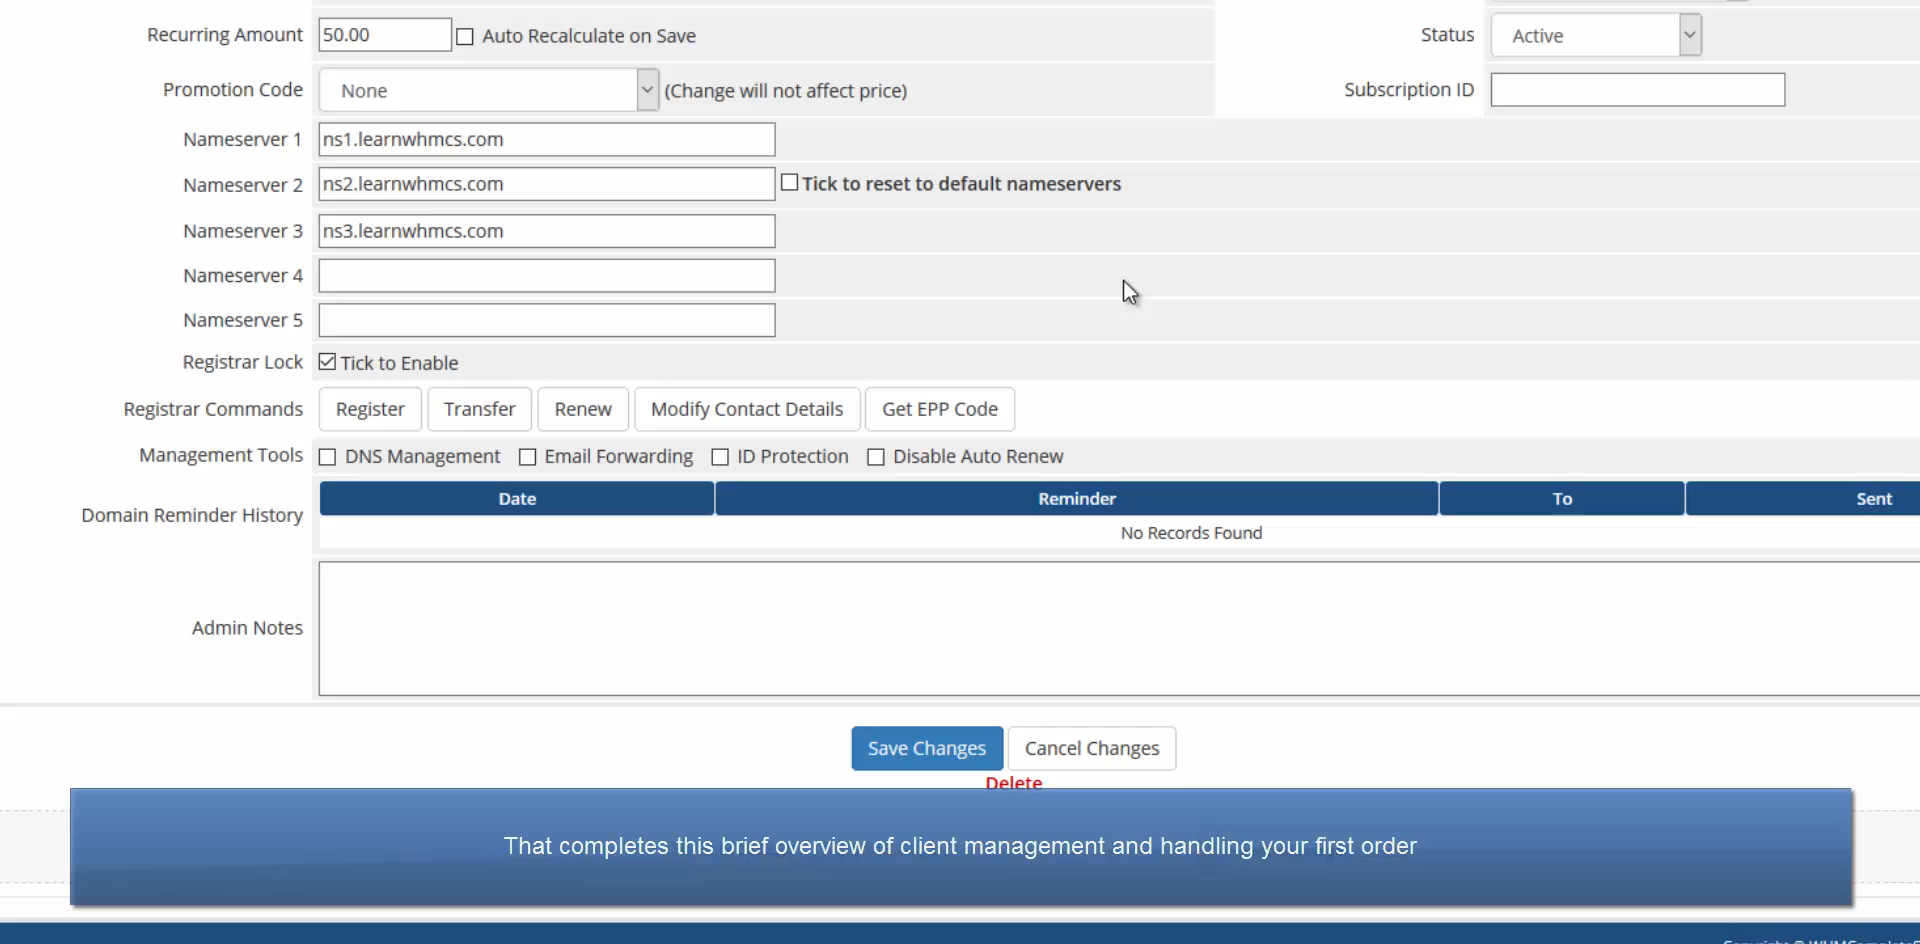 Recurring Amount 50.00 Auto Recalculate on Save Status Active
Promotion Code None (Change will not affect price) Subscription ID
Nameserver 1 ns1.learnwhmcs.com
Nameserver 2 ns2.learnwhmcs.com Tick to reset to default nameservers
Nameserver 3 ns3.learnwhmcs.com
Nameserver 4
Nameserver 5
Registrar Lock Tick to Enable
Registrar Commands Register Transfer Renew Modify Contact Details Get EPP Code
Management Tools DNS Management Email Forwarding ID Protection Disable Auto Renew
Domain Reminder History Date Reminder To Sent
No Records Found
Admin Notes
Save Changes Cancel Changes
Delete
That completes this brief overview of client management and handling your first order